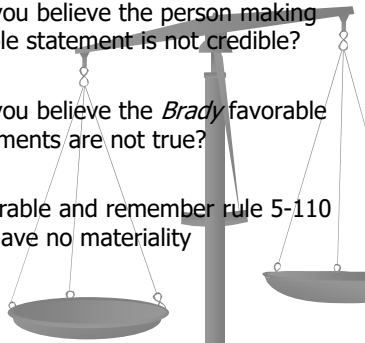 you believe the person making
le statement is not credible?
you believe the Brady favorable
ments are not true?
rable and remember rule 5-110
ave no materiality